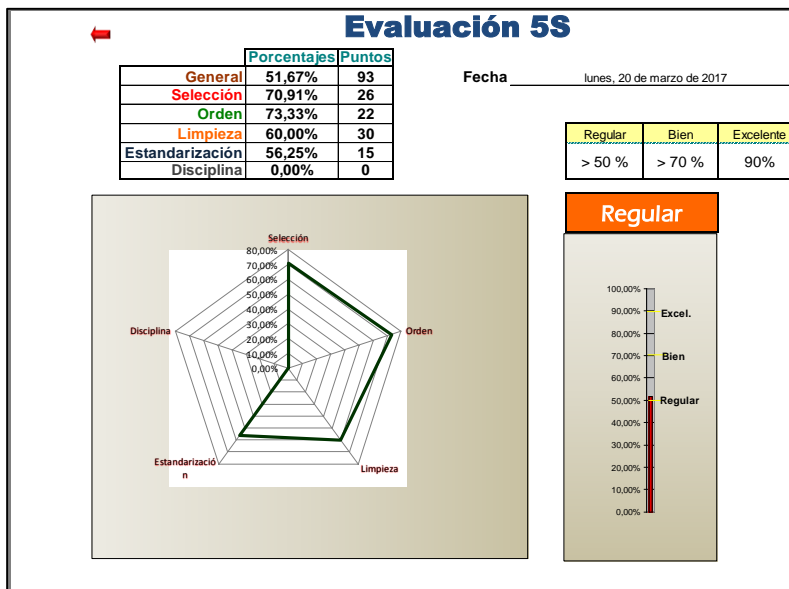 Evaluación 5S
Porcentajes Puntos
General 51,67% 93
Selección 70,91% 26
Orden 73,33% 22
Limpieza 60,00% 30
Estandarización 56,25% 15
Disciplina 0,00% 0
Fecha lunes, 20 de marzo de 2017
Regular Bien Excelente
> 50 % > 70 % 90%
Regular
Selección
80,00%
70,00%
60,00%
50,00%
40,00%
30,00%
20,00%
10,00%
0,00%
Disciplina
Orden
Estandarizació
n
Limpieza
100,00%
90,00%
Excel.
80,00%
70,00%
Bien
60,00%
50,00%
Regular
40,00%
30,00%
20,00%
10,00%
0,00%